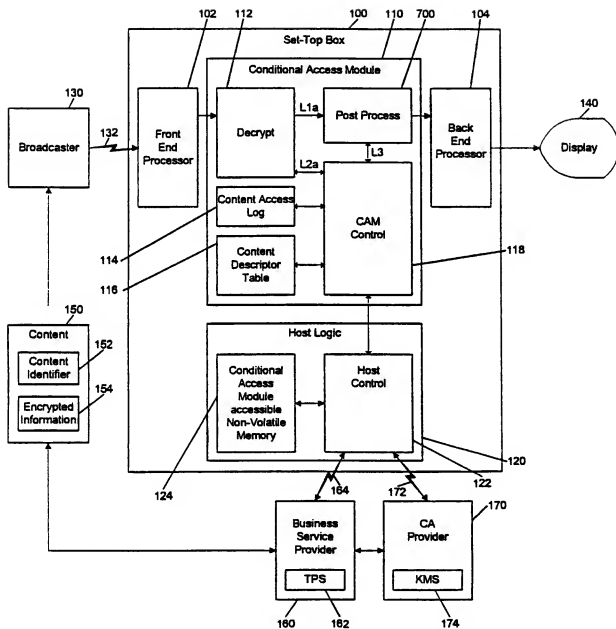 102 112 100 110 700 104
Set-Top Box
Conditional Access Module
130
Broadcaster
132
Front
End
Processor
Decrypt
L1a
Post Process
L2a
L3
Back
End
Processor
140
Display
Content Access
Log
114
Content
Descriptor
Table
116
CAM
Control
118
150
Content
Content
Identifier
152
Encrypted
Information
154
Host Logic
Conditional
Access
Module
accessible
Non-Volatile
Memory
Host
Control
124
122
120
164
172
Business
Service
Provider
TPS
160 162
CA
Provider
KMS
170
174